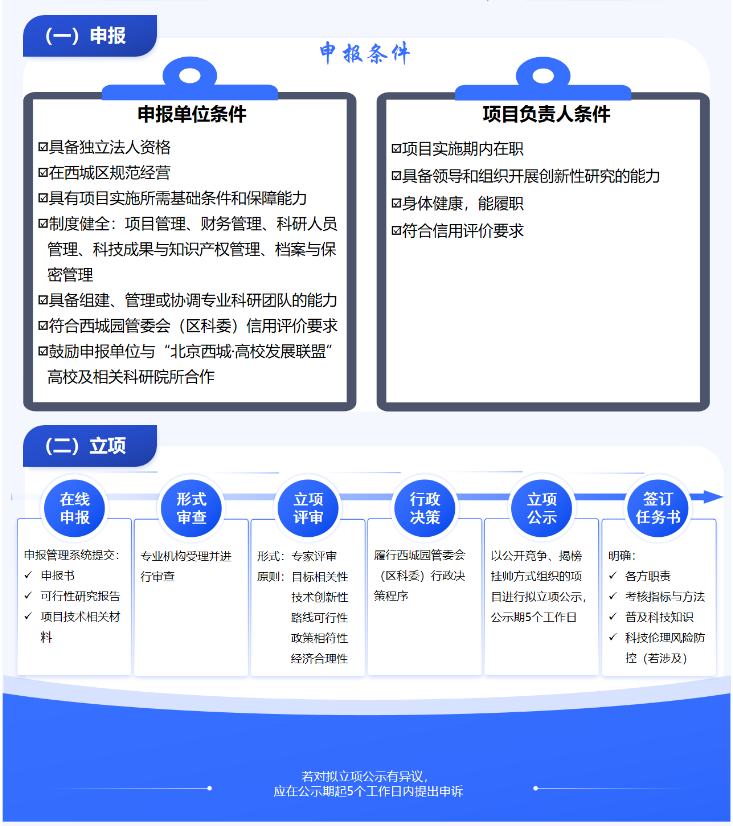 （一）申报
申报条件
申报单位条件
☑具备独立法人资格
☑在西城区规范经营
☑具有项目实施所需基础条件和保障能力
☑制度健全：项目管理、财务管理、科研人员
管理、科技成果与知识产权管理、档案与保
密管理
☑具备组建、管理或协调专业科研团队的能力
☑符合西城园管委会（区科委）信用评价要求
☑鼓励申报单位与“北京西城·高校发展联盟”
高校及相关科研院所合作
项目负责人条件
☑项目实施期内在职
☑具备领导和组织开展创新性研究的能力
☑身体健康，能履职
☑符合信用评价要求
（二）立项
在线
申报
申报管理系统提交：
✓ 申报书
✓ 可行性研究报告
✓ 项目技术相关材
料
形式
审查
专业机构受理并进
行审查
立项
评审
形式：专家评审
原则：目标相关性
技术创新性
路线可行性
政策相符性
经济合理性
行政
决策
履行西城园管委会
（区科委）行政决
策程序
立项
公示
以公开竞争、揭榜
挂帅方式组织的项
目进行拟立项公示，
公示期5个工作日
签订
任务书
明确：
✓ 各方职责
✓ 考核指标与方法
✓ 普及科技知识
✓ 科技伦理风险防
控（若涉及）
若对拟立项公示有异议，
应在公示期起5个工作日内提出申诉